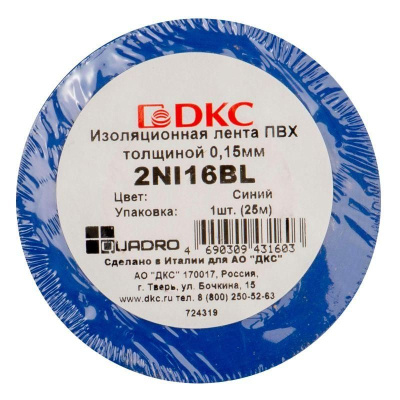 DKC
Изоляционная лента ПВХ
толщиной 0,15мм
2NI16BL
Цвет: Синий
Упаковка: 1шт. (25м)
QUADRO
4 690309 431603
Сделано в Италии для АО "ДКС"
АО "ДКС" 170017, Россия,
г. Тверь, ул. Бочкина, 15
www.dkc.ru тел. 8 (800) 250-52-63
724319